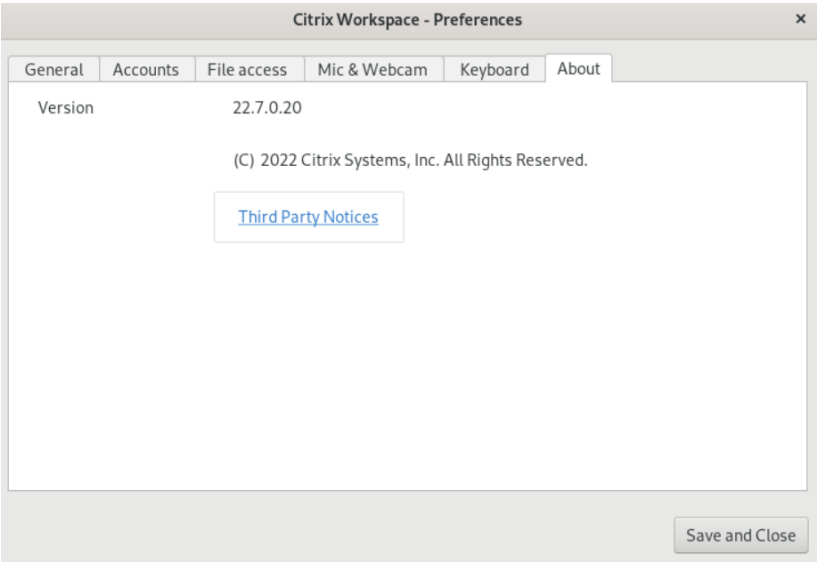 Citrix Workspace - Preferences ×
General Accounts File access Mic & Webcam Keyboard About
Version 22.7.0.20
(C) 2022 Citrix Systems, Inc. All Rights Reserved.
Third Party Notices
Save and Close